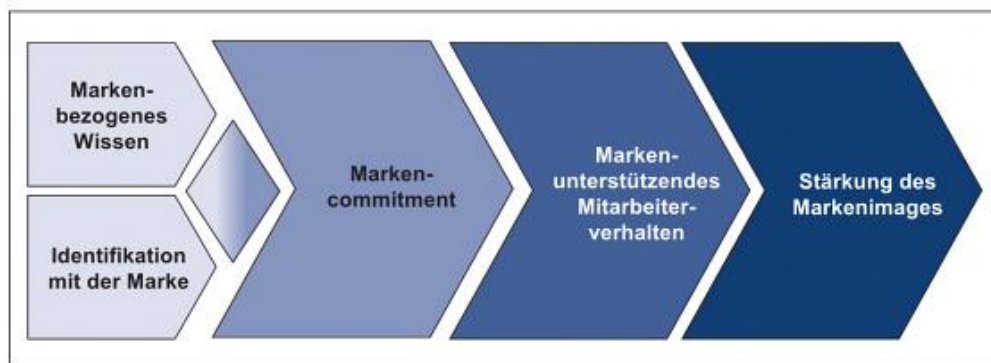 Marken-
bezogenes
Wissen
Identifikation
mit der Marke
Marken-
commitment
Marken-
unterstützendes
Mitarbeiter-
verhalten
Stärkung des
Markenimages